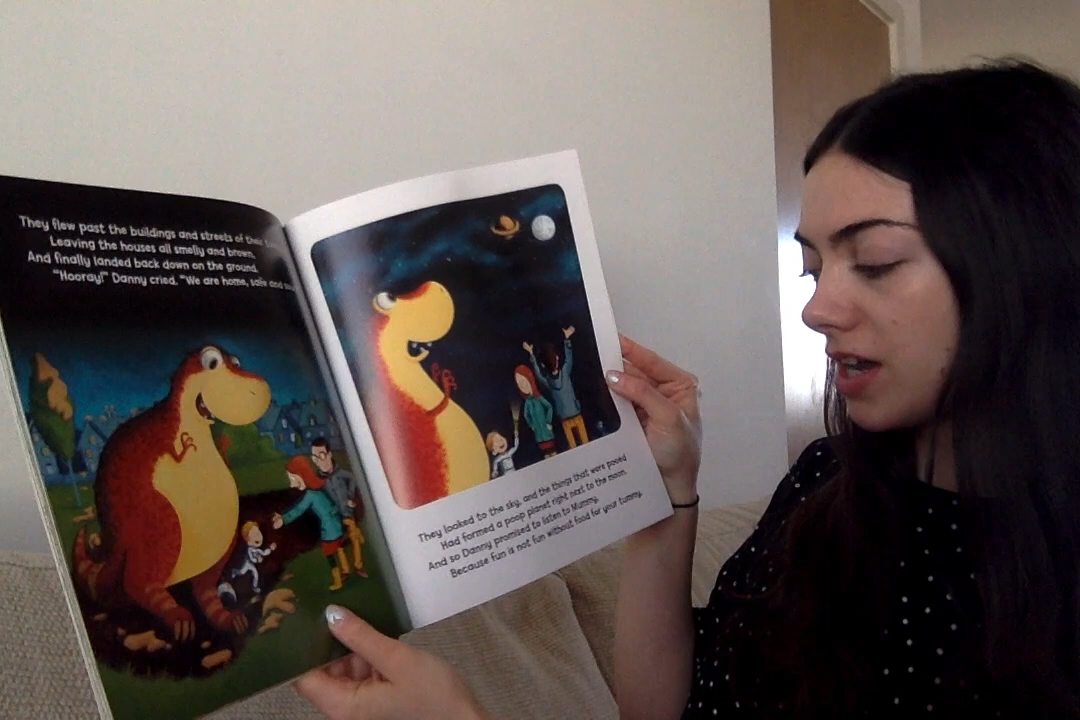 They flew past the buildings and streets of their
Leaving the houses all smelly and brown,
And finally landed back down on the ground.
"Hooray!" Danny cried. "We are home, safe and
They looked to the sky, and the things that were pooed
Had formed a poop planet right next to the moon.
And so Danny promised to listen to Mummy,
Because fun is not fun without food for your tummy.